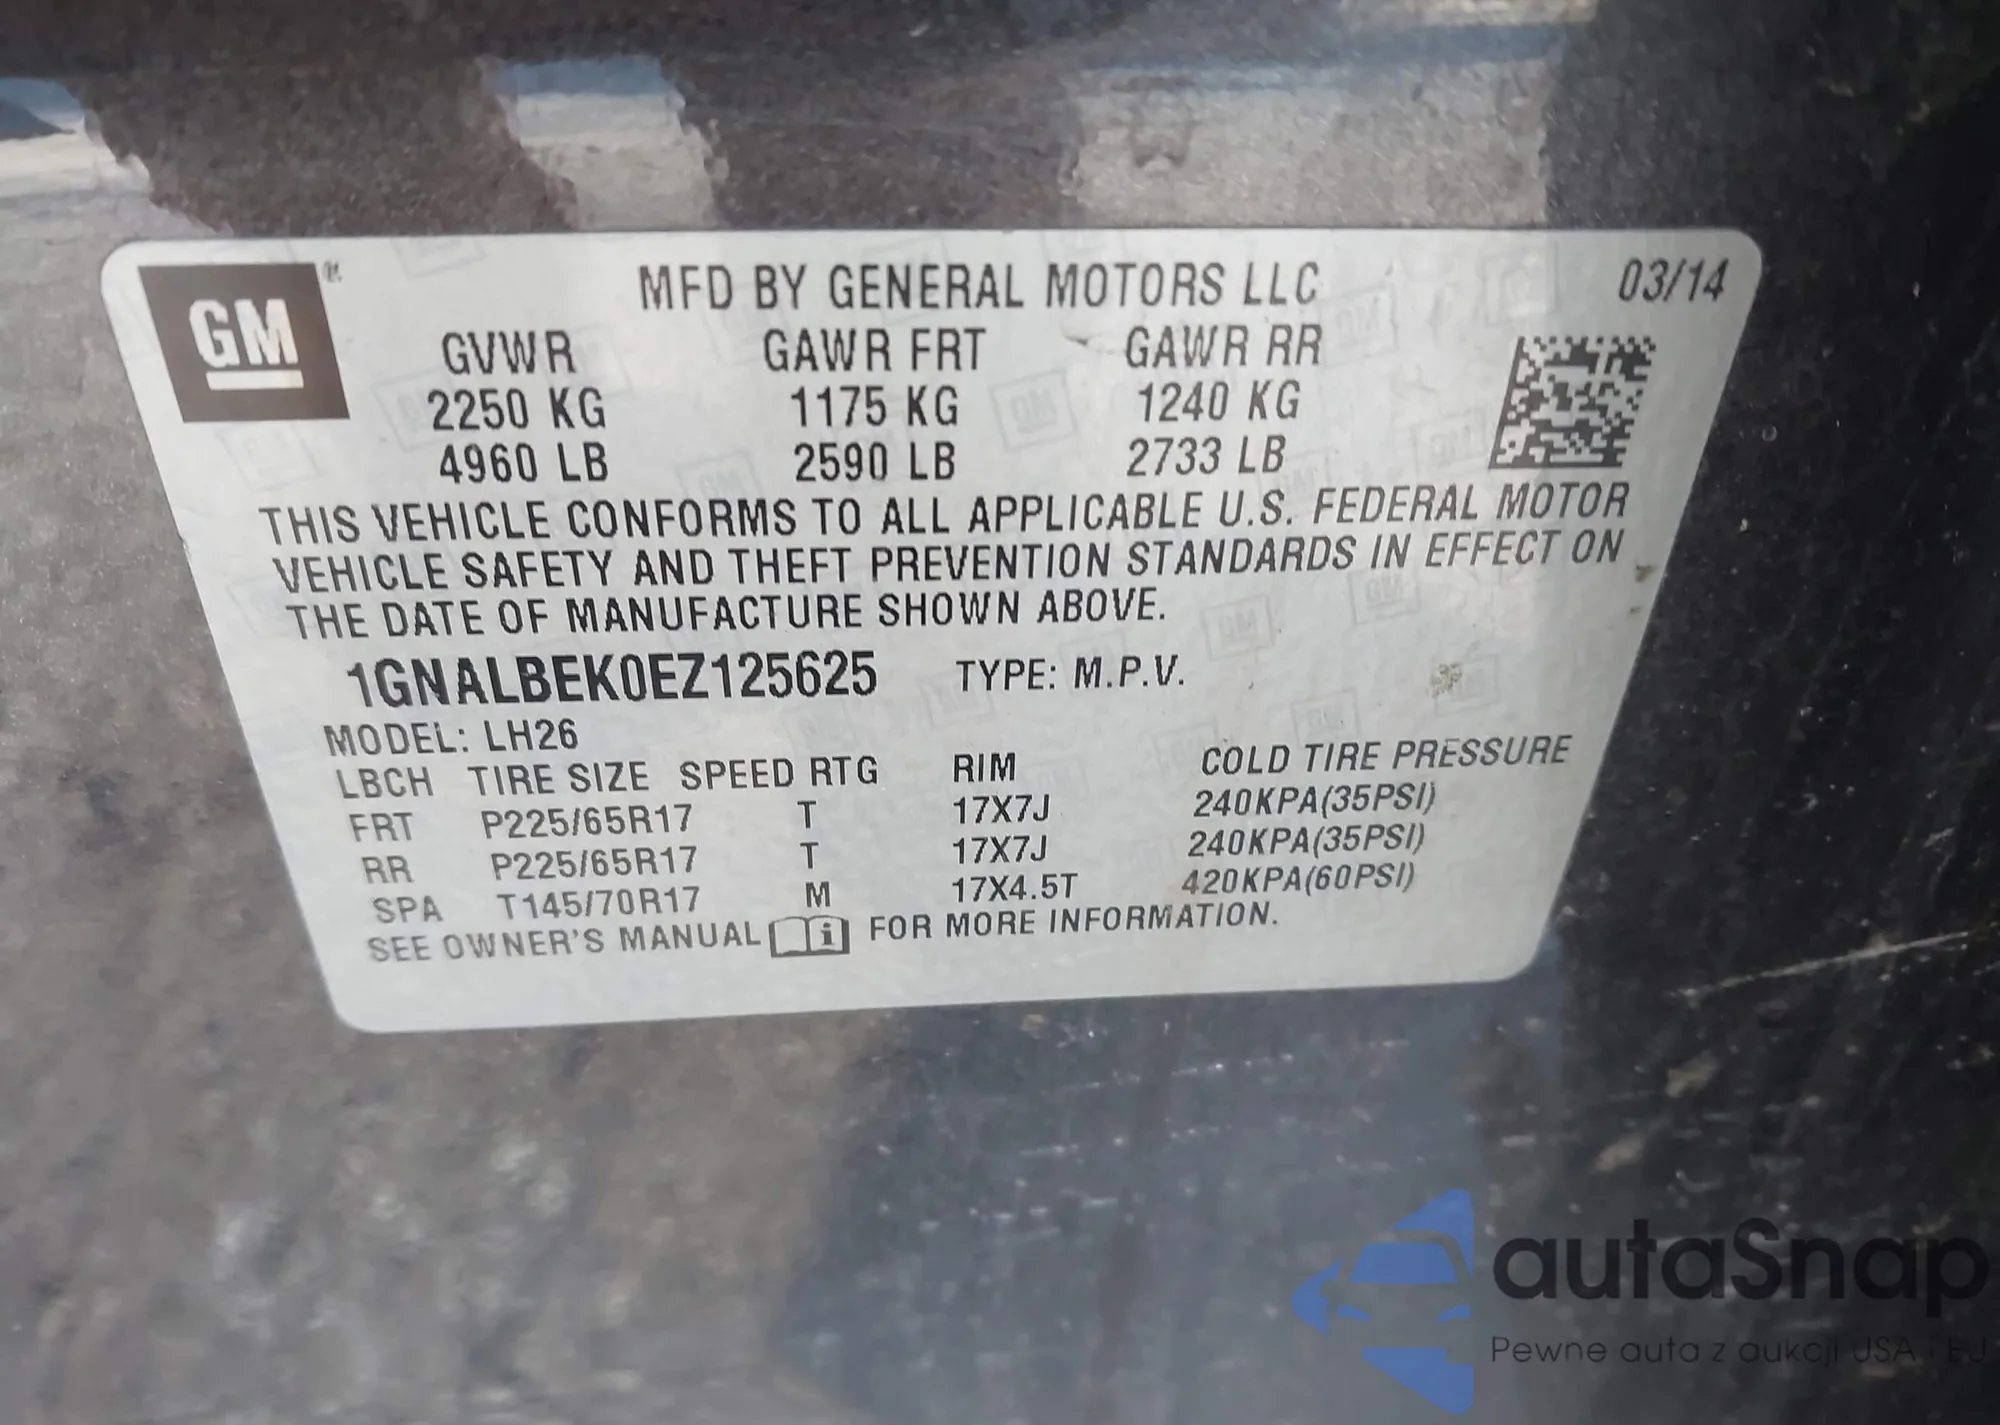 GM
MFD BY GENERAL MOTORS LLC 03/14
GVWR GAWR FRT GAWR RR
2250 KG 1175 KG 1240 KG
4960 LB 2590 LB 2733 LB
THIS VEHICLE CONFORMS TO ALL APPLICABLE U.S. FEDERAL MOTOR
VEHICLE SAFETY AND THEFT PREVENTION STANDARDS IN EFFECT ON
THE DATE OF MANUFACTURE SHOWN ABOVE.
1GNALBEK0EZ125625 TYPE: M.P.V.
MODEL: LH26
LBCH TIRE SIZE SPEED RTG RIM COLD TIRE PRESSURE
FRT P225/65R17 T 17X7J 240KPA(35PSI)
RR P225/65R17 T 17X7J 240KPA(35PSI)
SPA T145/70R17 M 17X4.5T 420KPA(60PSI)
SEE OWNER'S MANUAL i FOR MORE INFORMATION.
autaSnap
Pewne auta z aukcji USA i EU